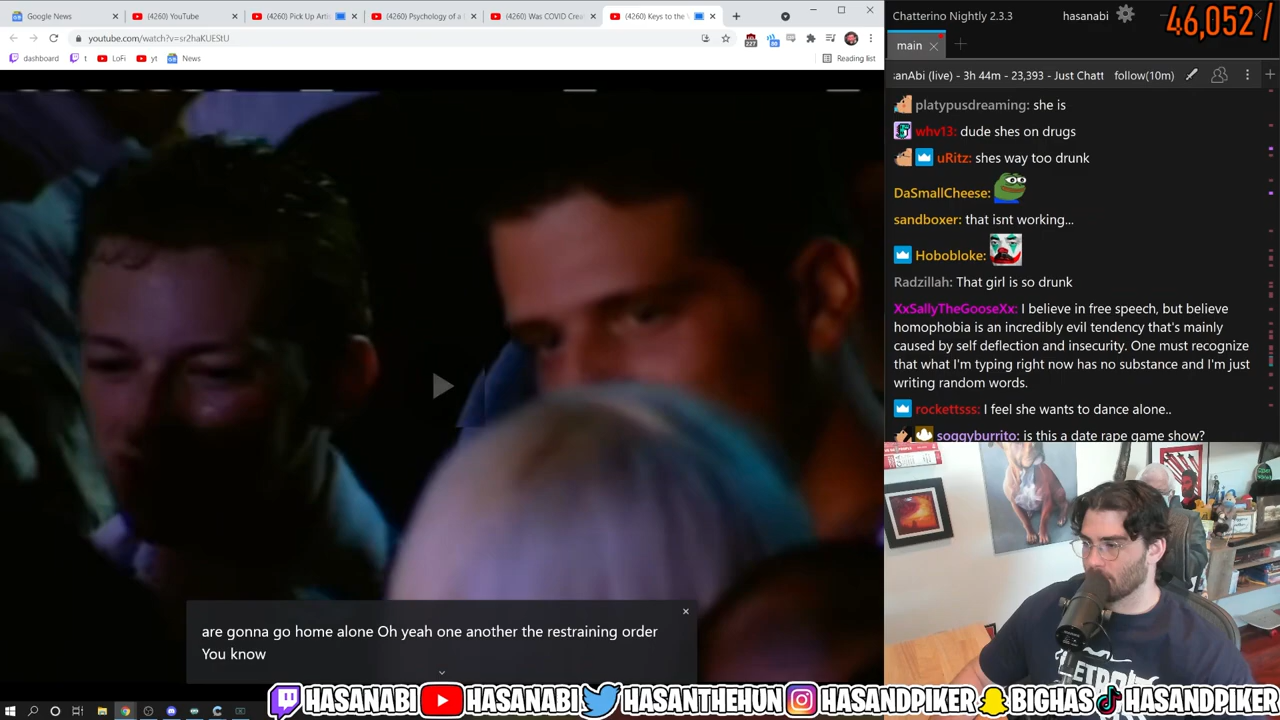 Google News
(4260) YouTube
(4260) Pick Up Artis
(4260) Psychology of a
(4260) Was COVID Crea
(4260) Keys to the V
Chatterino Nightly 2.3.3
hasanabi
46,052 /
youtube.com/watch?v=sr2haKUEStU
227
80
main
dashboard
t
LoFi
yt
News
Reading list
sanAbi (live) - 3h 44m - 23,393 - Just Chatt
follow(10m)
platypusdreaming: she is
whv13: dude shes on drugs
uRitz: shes way too drunk
DaSmallCheese:
sandboxer: that isnt working...
Hobobloke:
Radzillah: That girl is so drunk
XxSallyTheGooseXx: I believe in free speech, but believe
homophobia is an incredibly evil tendency that's mainly
caused by self deflection and insecurity. One must recognize
that what I'm typing right now has no substance and I'm just
writing random words.
rockettsss: I feel she wants to dance alone..
soggyburrito: is this a date rape game show?
are gonna go home alone Oh yeah one another the restraining order
You know
HASANABI
HASANABI
HASANTHEHUN
HASANDPIKER
BIGHAS
HASANDPIKER